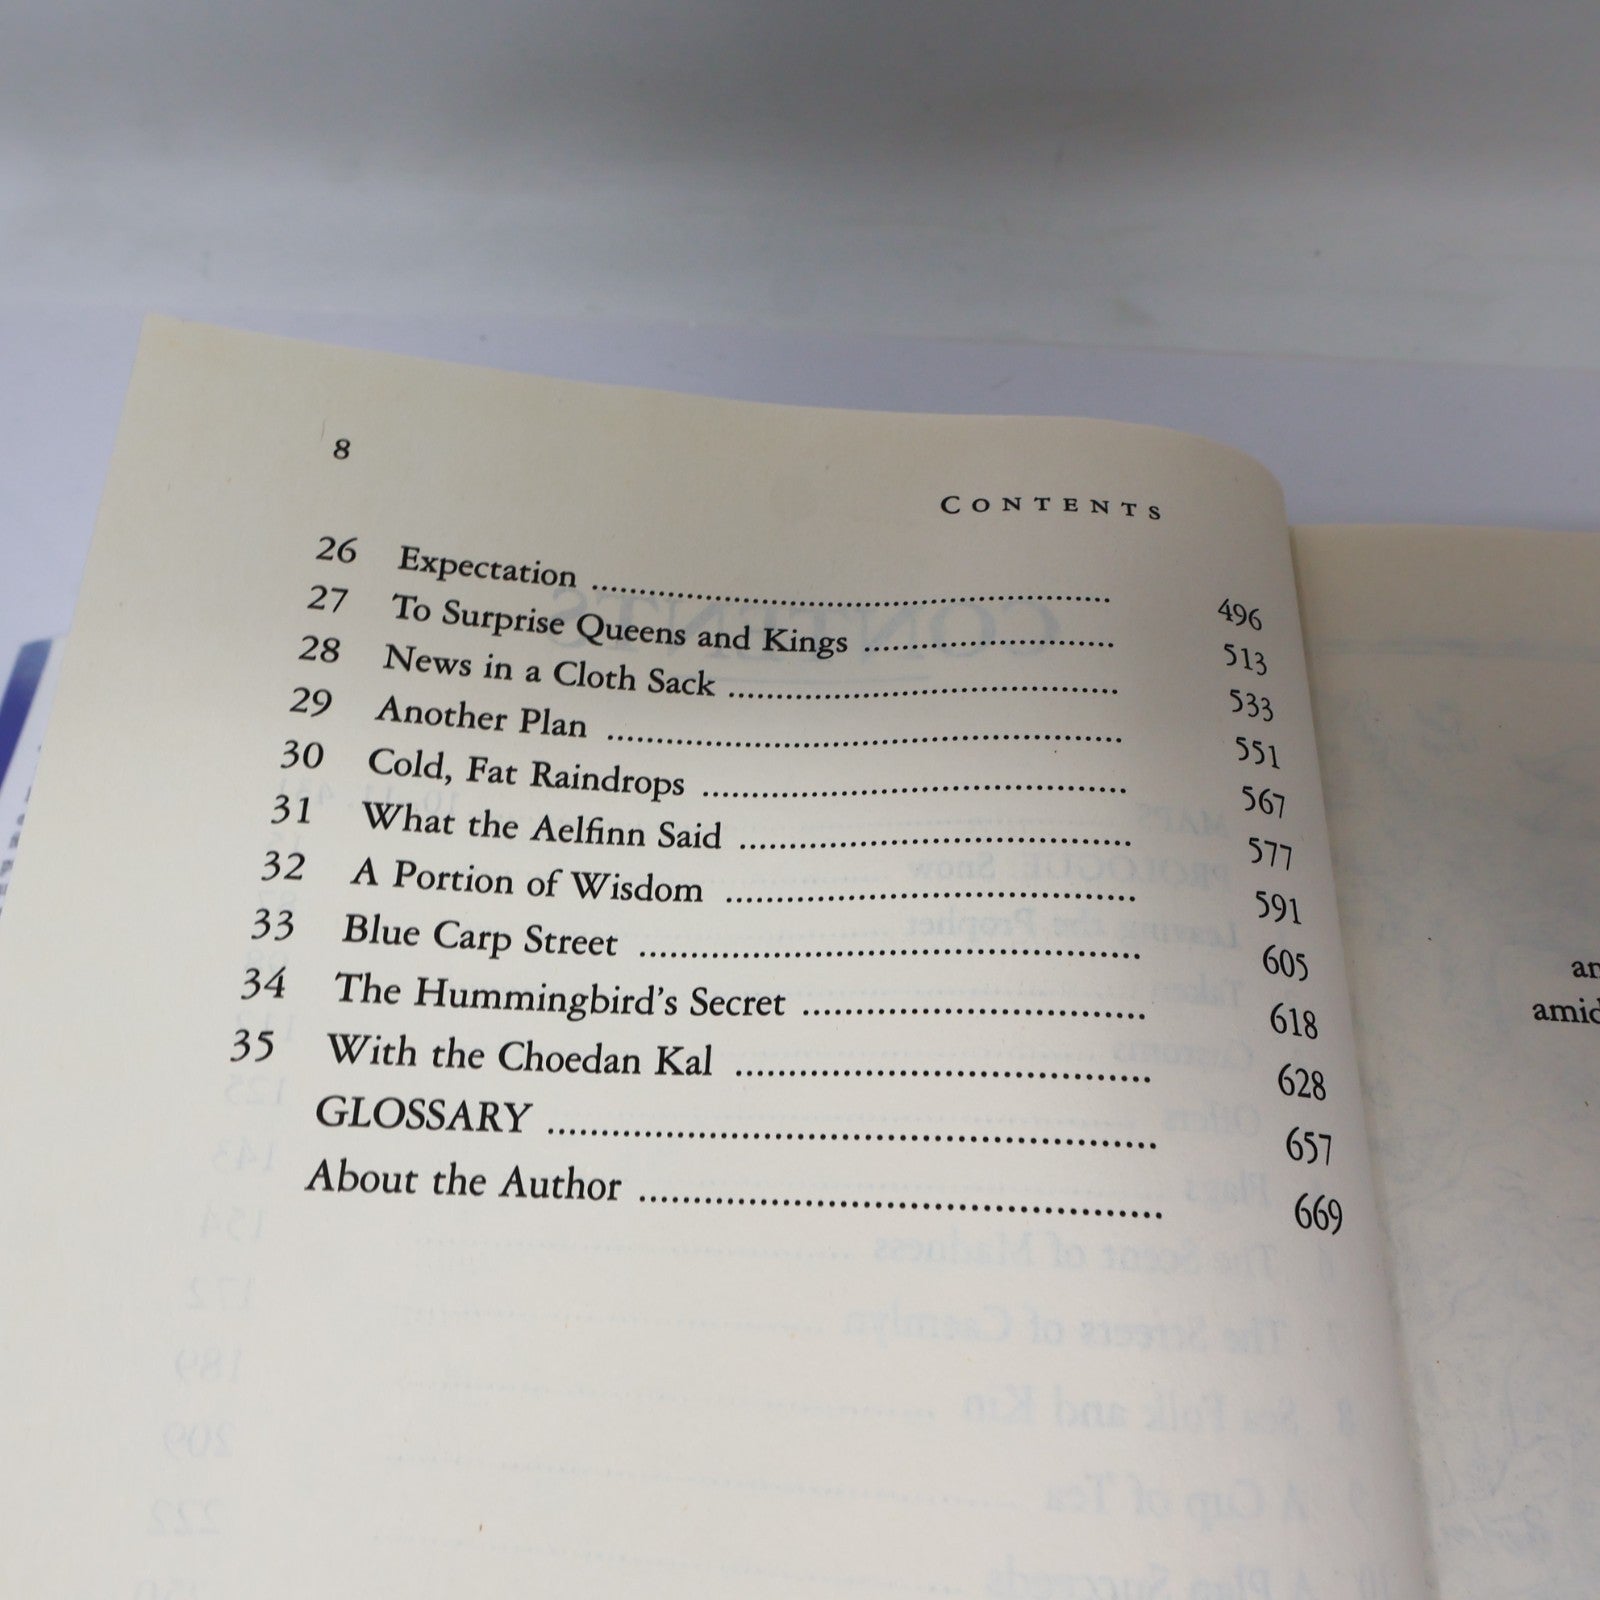 8
CONTENTS
26 Expectation ........ 496
27 To Surprise Queens and Kings ........ 513
28 News in a Cloth Sack ........ 533
29 Another Plan ........ 551
30 Cold, Fat Raindrops ........ 567
31 What the Aelfinn Said ........ 577
32 A Portion of Wisdom ........ 591
33 Blue Carp Street ........ 605
34 The Hummingbird's Secret ........ 618
35 With the Choedan Kal ........ 628
GLOSSARY ........ 657
About the Author ........ 669